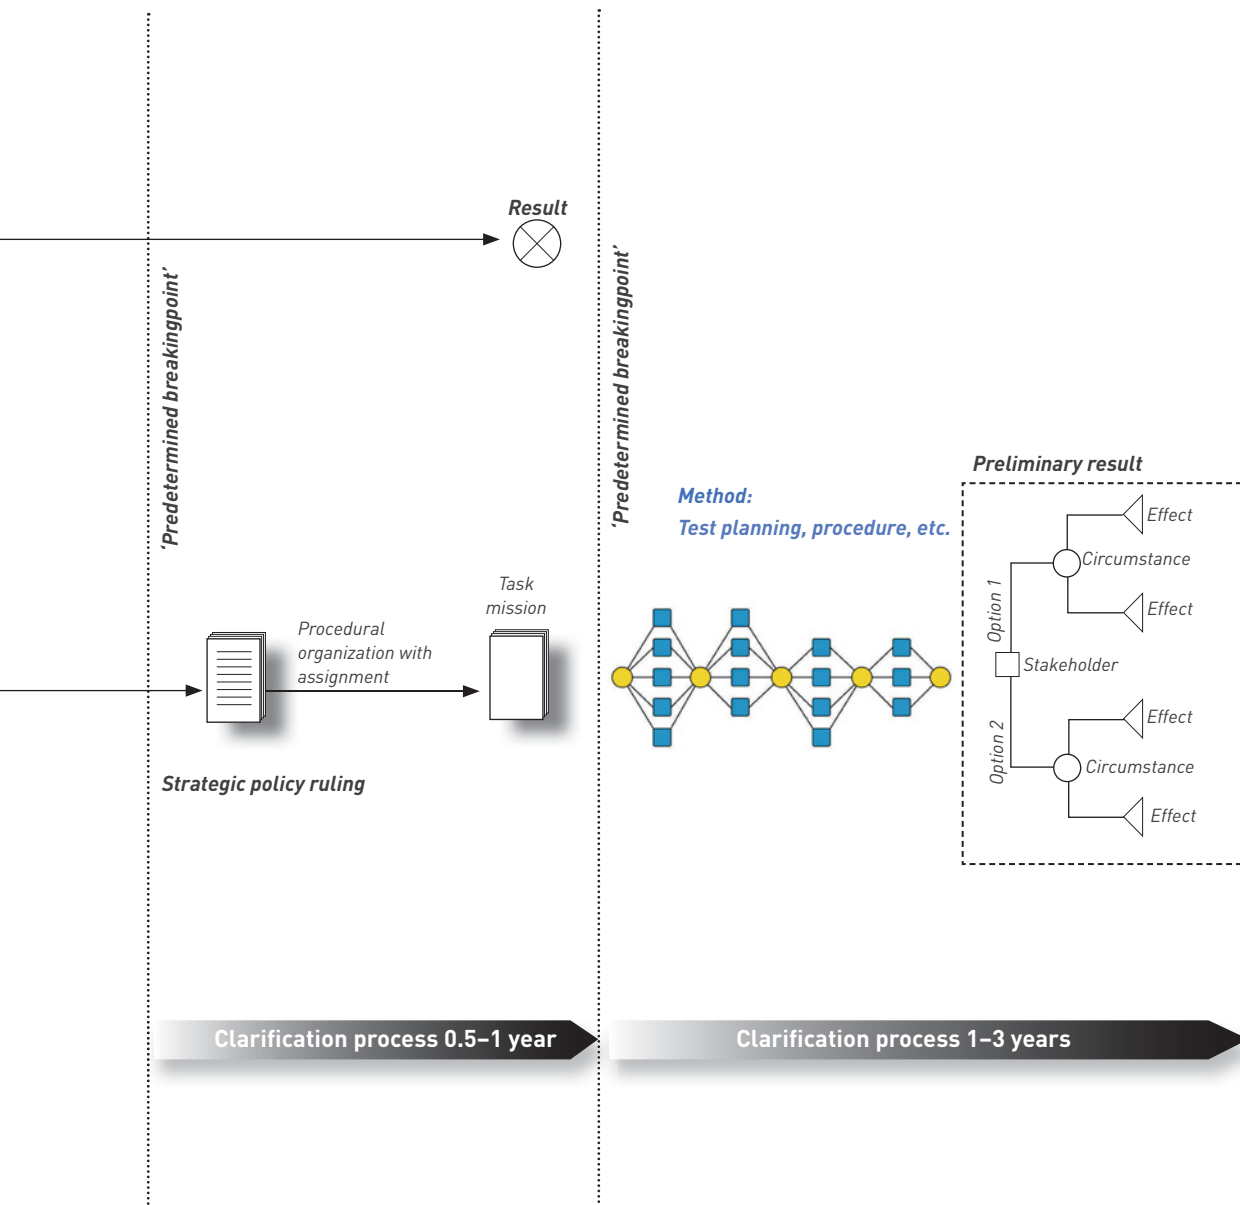 Result
'Predetermined breakingpoint'
'Predetermined breakingpoint'
Preliminary result
Method:
Test planning, procedure, etc.
Effect
Circumstance
Effect
Option 1
Stakeholder
Option 2
Effect
Circumstance
Effect
Task
mission
Procedural
organization with
assignment
Strategic policy ruling
Clarification process 0.5–1 year
Clarification process 1–3 years